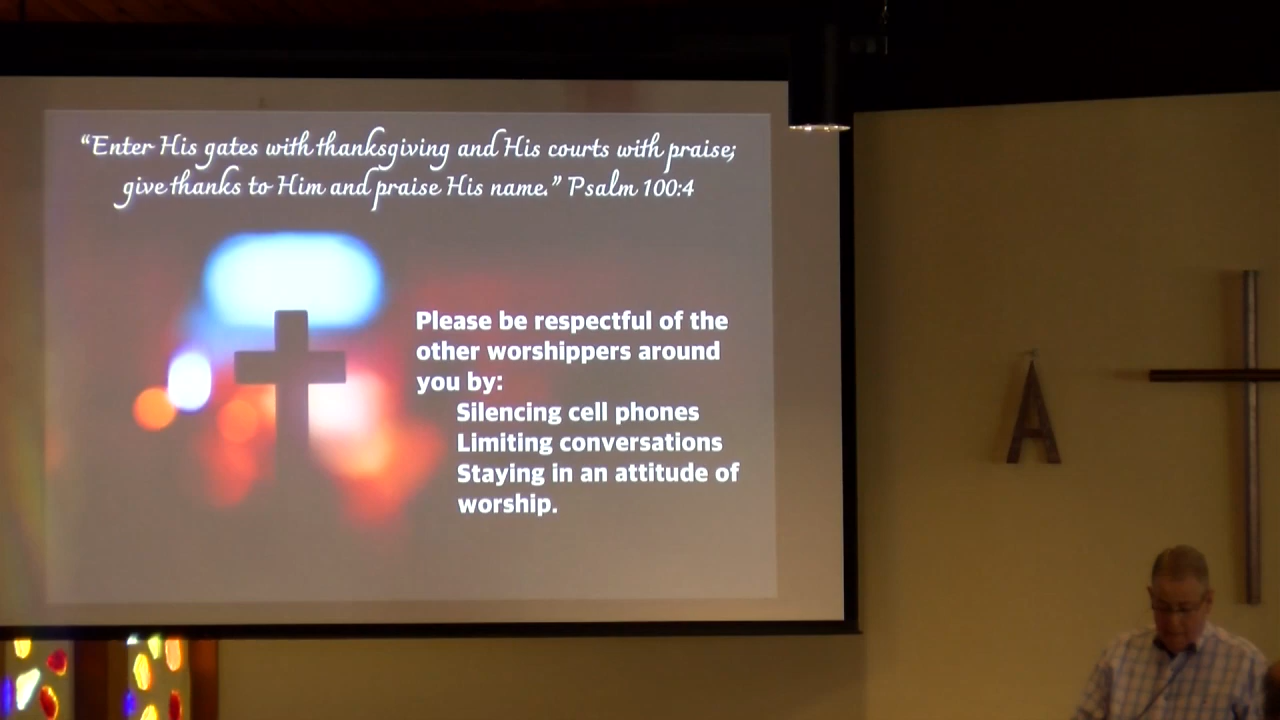 “Enter His gates with thanksgiving and His courts with praise;
give thanks to Him and praise His name.” Psalm 100:4
Please be respectful of the
other worshippers around
you by:
Silencing cell phones
Limiting conversations
Staying in an attitude of
worship.
A